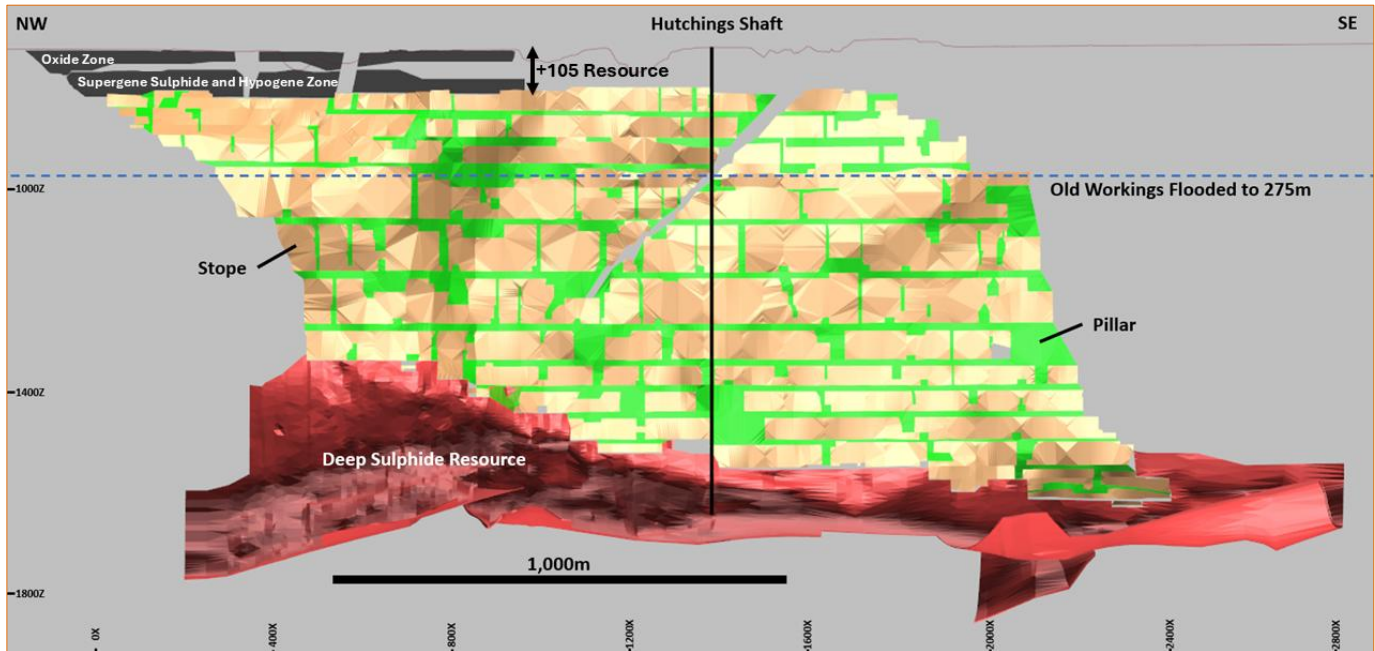 NW
Hutchings Shaft
SE
Oxide Zone
+105 Resource
Supergene Sulphide and Hypogene Zone
-1000Z
Old Workings Flooded to 275m
Stope
Pillar
-1400Z
Deep Sulphide Resource
1,000m
-1800Z
0X
400X
800X
1200X
1600X
2000X
2400X
2800X